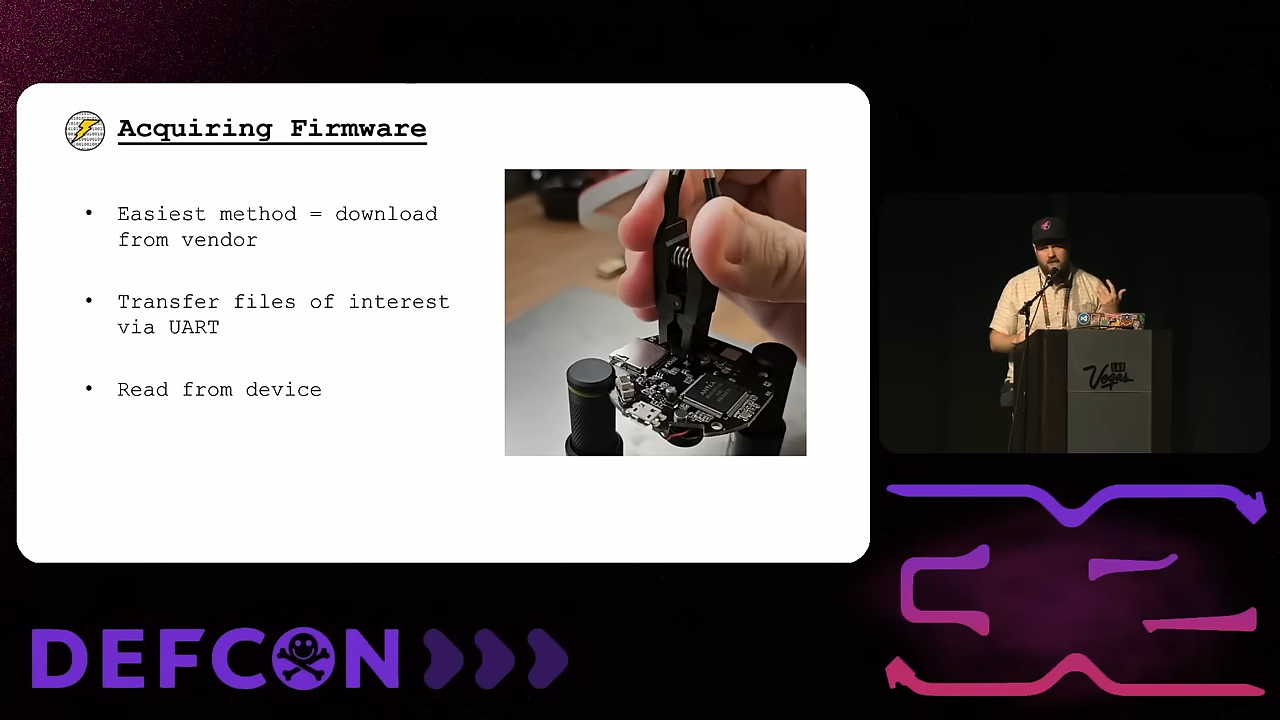 Acquiring Firmware
• Easiest method = download
from vendor
• Transfer files of interest
via UART
• Read from device
Vegas
DEFCON